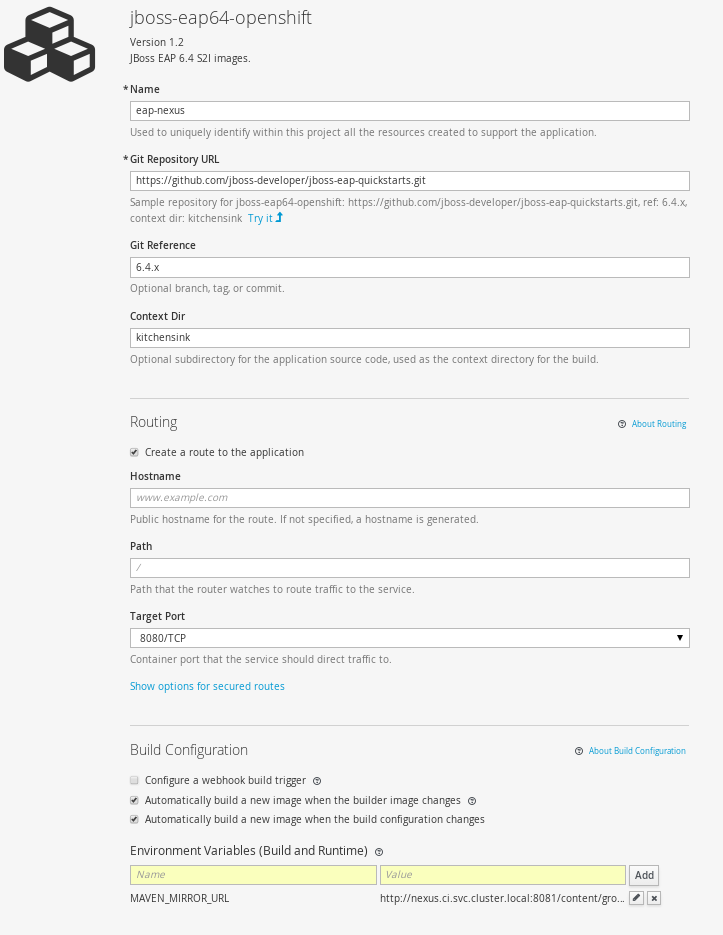 jboss-eap64-openshift
Version 1.2
JBoss EAP 6.4 S2I images.
* Name
eap-nexus
Used to uniquely identify within this project all the resources created to support the application.
* Git Repository URL
https://github.com/jboss-developer/jboss-eap-quickstarts.git
Sample repository for jboss-eap64-openshift: https://github.com/jboss-developer/jboss-eap-quickstarts.git, ref: 6.4.x,
context dir: kitchensink Try it
Git Reference
6.4.x
Optional branch, tag, or commit.
Context Dir
kitchensink
Optional subdirectory for the application source code, used as the context directory for the build.
Routing
About Routing
Create a route to the application
Hostname
www.example.com
Public hostname for the route. If not specified, a hostname is generated.
Path
/
Path that the router watches to route traffic to the service.
Target Port
8080/TCP
Container port that the service should direct traffic to.
Show options for secured routes
Build Configuration
About Build Configuration
Configure a webhook build trigger
Automatically build a new image when the builder image changes
Automatically build a new image when the build configuration changes
Environment Variables (Build and Runtime)
Name Value Add
MAVEN_MIRROR_URL http://nexus.ci.svc.cluster.local:8081/content/gro...